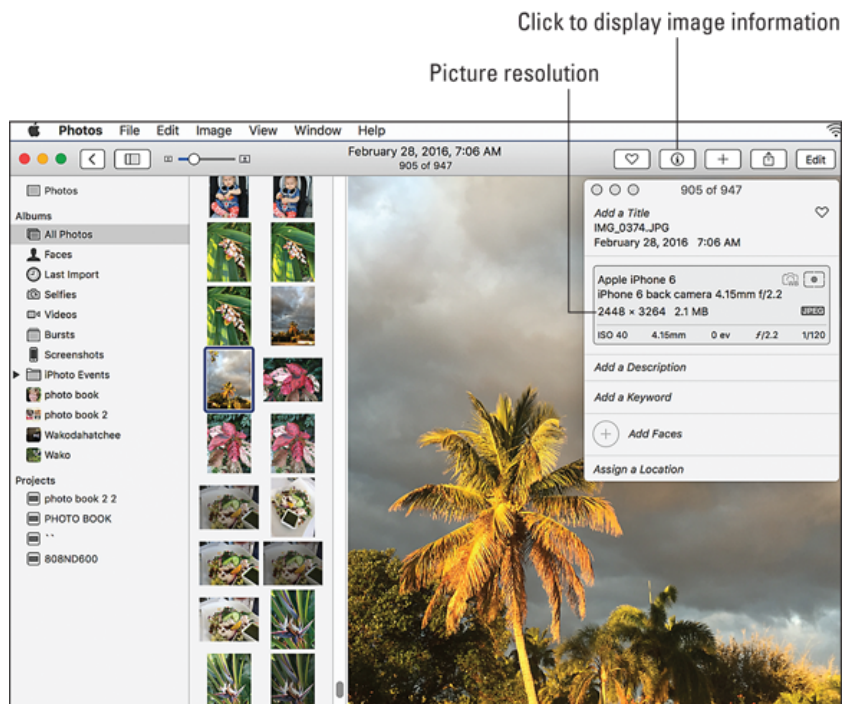 Click to display image information
Picture resolution
Photos File Edit Image View Window Help
February 28, 2016, 7:06 AM
905 of 947
Edit
Photos
Albums
All Photos
Faces
Last Import
Selfies
Videos
Bursts
Screenshots
iPhoto Events
photo book
photo book 2
Wakodahatchee
Wako
Projects
photo book 2 2
PHOTO BOOK
``
808ND600
905 of 947
Add a Title
IMG_0374.JPG
February 28, 2016 7:06 AM
Apple iPhone 6
WB
iPhone 6 back camera 4.15mm f/2.2
2448 × 3264 2.1 MB JPEG
ISO 40 4.15mm 0 ev ƒ/2.2 1/120
Add a Description
Add a Keyword
Add Faces
Assign a Location